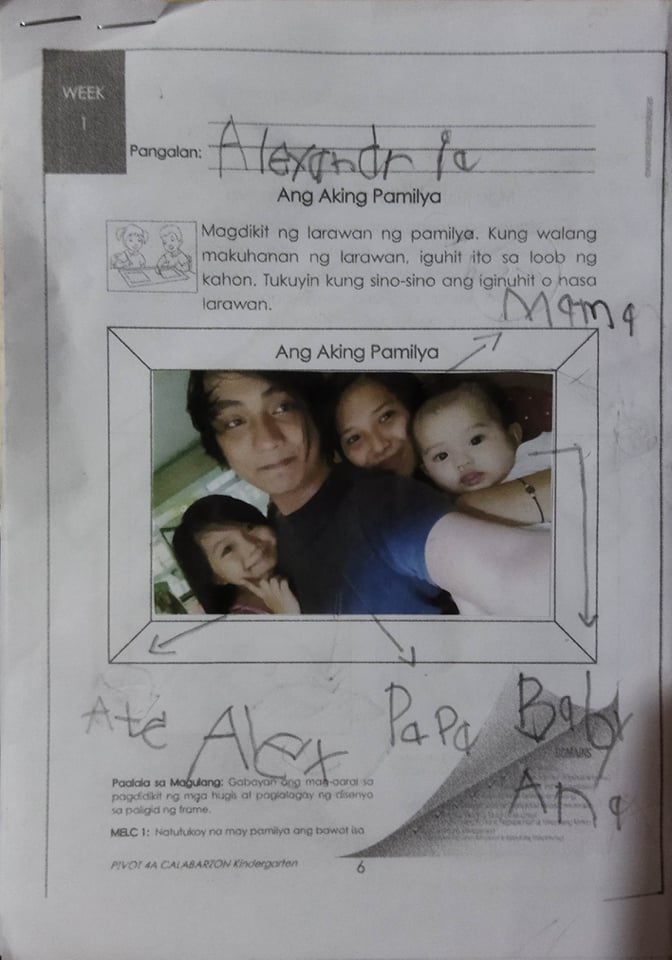 WEEK
1
Pangalan: Alexandria
Ang Aking Pamilya
Magdikit ng larawan ng pamilya. Kung walang
makuhanan ng larawan, iguhit ito sa loob ng
kahon. Tukuyin kung sino-sino ang iginuhit o nasa
larawan.
Mama
Ang Aking Pamilya
Ate Alex Papa Baby
Ana
Paalala sa Magulang: Gabayan ang mag-aaral sa
pagdidikit ng mga hugis at paglalagay ng disenyo
sa paligid ng frame.
MELC 1: Natutukoy na may pamilya ang bawat isa
PIVOT 4A CALABARZON Kindergarten
6